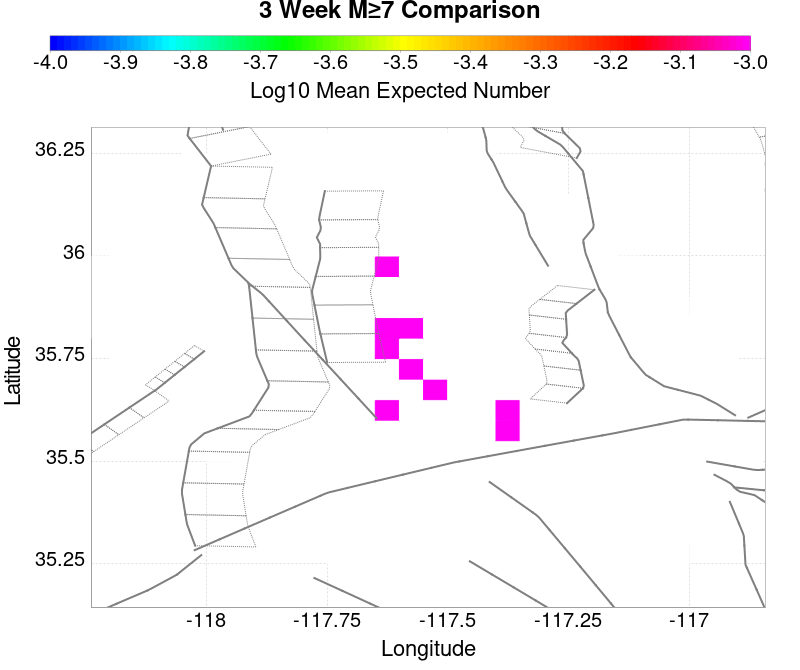 3 Week M≥7 Comparison
-4.0 -3.9 -3.8 -3.7 -3.6 -3.5 -3.4 -3.3 -3.2 -3.1 -3.0
Log10 Mean Expected Number
36.25
36
35.75
35.5
35.25
Latitude
-118 -117.75 -117.5 -117.25 -117
Longitude